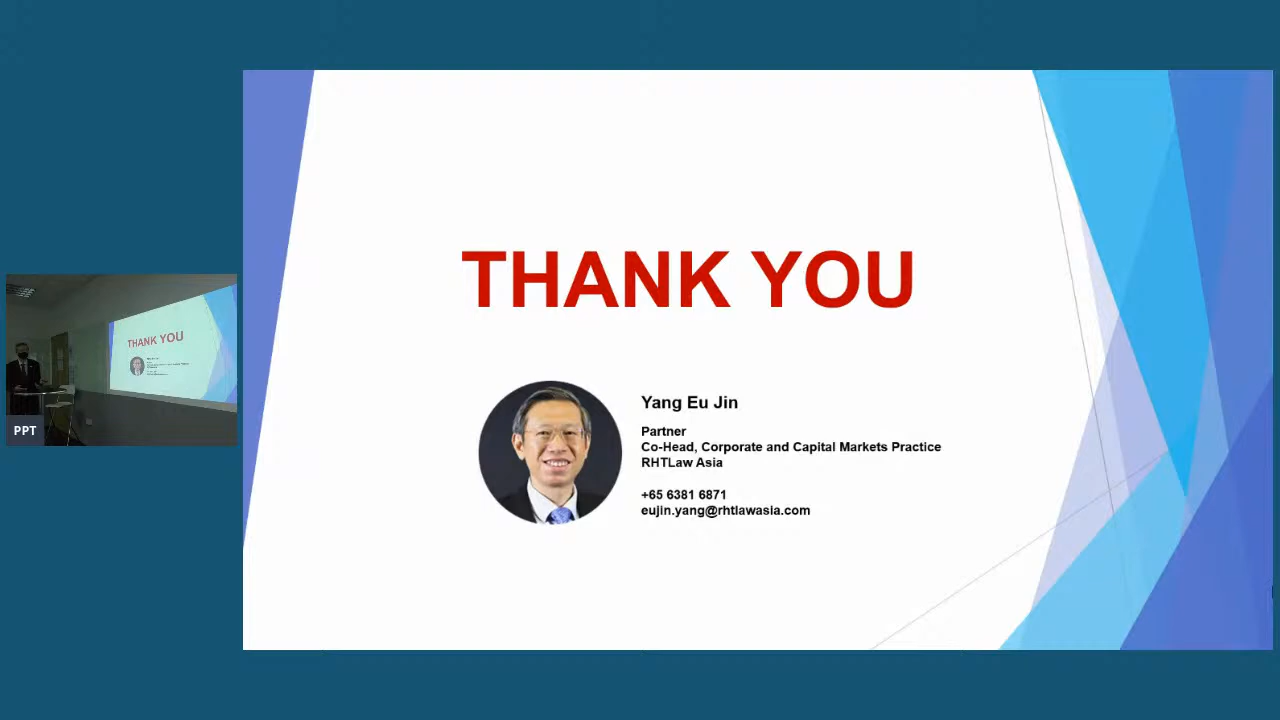 THANK YOU
Yang Eu Jin
Partner
Co-Head, Corporate and Capital Markets Practice
RHTLaw Asia
+65 6381 6871
eujin.yang@rhtlawasia.com
THANK YOU
PPT